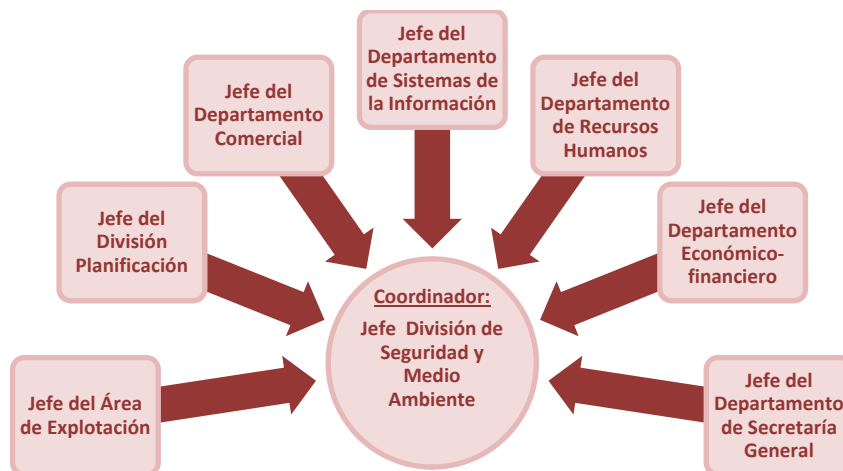 Jefe del
Departamento
de Sistemas de
la Información
Jefe del
Departamento
Comercial
Jefe del
Departamento
de Recursos
Humanos
Jefe del
División
Planificación
Jefe del
Departamento
Económico-
financiero
Coordinador:
Jefe División de
Seguridad y
Medio
Ambiente
Jefe del Área
de Explotación
Jefe del
Departamento
de Secretaría
General